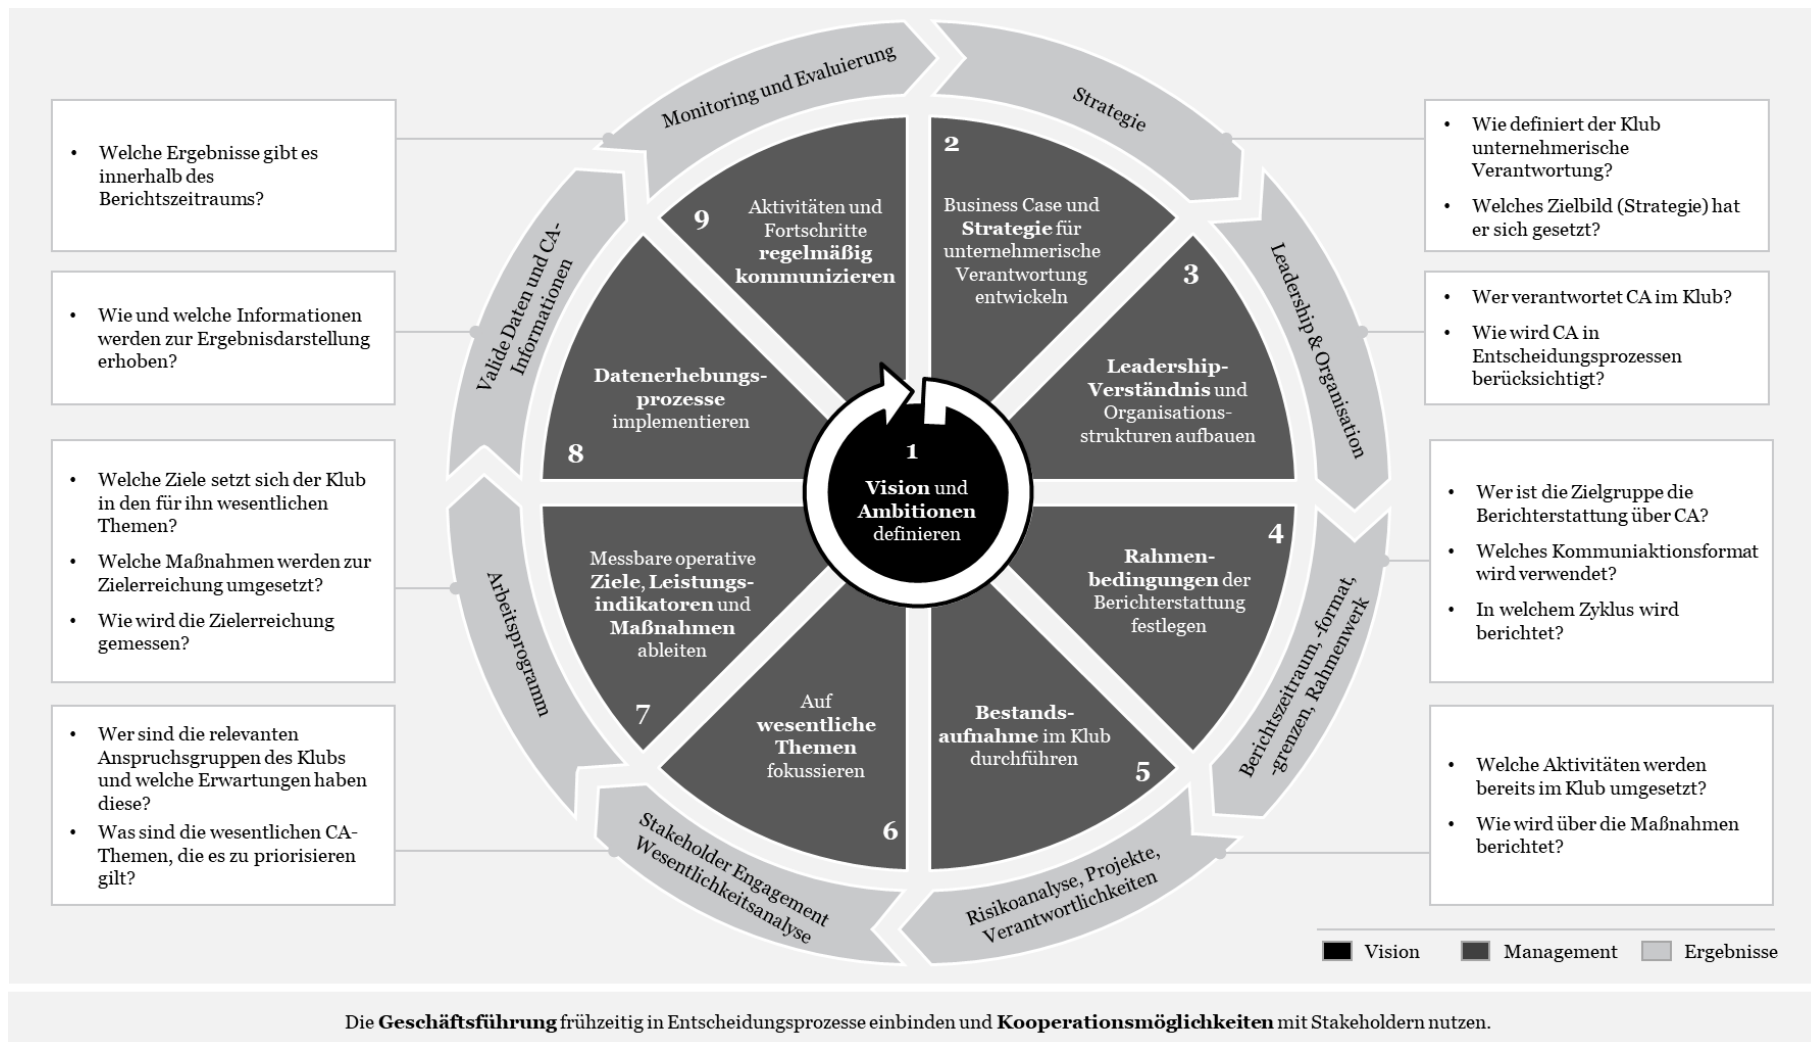 Monitoring und Evaluierung
Strategie
Leadership & Organisation
Berichtszeitraum, -format,
-grenzen, Rahmenwerk
Risikoanalyse, Projekte,
Verantwortlichkeiten
Stakeholder Engagement
Wesentlichkeitsanalyse
Arbeitsprogramm
Valide Daten und CA-
Informationen
1
Vision und
Ambitionen
definieren
2
Business Case und
Strategie für
unternehmerische
Verantwortung
entwickeln
3
Leadership-
Verständnis und
Organisations-
strukturen aufbauen
4
Rahmen-
bedingungen der
Berichterstattung
festlegen
Bestands-
aufnahme im Klub
durchführen
5
Auf
wesentliche
Themen
fokussieren
6
Messbare operative
Ziele, Leistungs-
indikatoren und
Maßnahmen
ableiten
7
Datenerhebungs-
prozesse
implementieren
8
9
Aktivitäten und
Fortschritte
regelmäßig
kommunizieren
• Wie definiert der Klub
unternehmerische
Verantwortung?
• Welches Zielbild (Strategie) hat
er sich gesetzt?
• Wer verantwortet CA im Klub?
• Wie wird CA in
Entscheidungsprozessen
berücksichtigt?
• Wer ist die Zielgruppe die
Berichterstattung über CA?
• Welches Kommuniaktionsformat
wird verwendet?
• In welchem Zyklus wird
berichtet?
• Welche Aktivitäten werden
bereits im Klub umgesetzt?
• Wie wird über die Maßnahmen
berichtet?
• Wer sind die relevanten
Anspruchsgruppen des Klubs
und welche Erwartungen haben
diese?
• Was sind die wesentlichen CA-
Themen, die es zu priorisieren
gilt?
• Welche Ziele setzt sich der Klub
in den für ihn wesentlichen
Themen?
• Welche Maßnahmen werden zur
Zielerreichung umgesetzt?
• Wie wird die Zielerreichung
gemessen?
• Wie und welche Informationen
werden zur Ergebnisdarstellung
erhoben?
• Welche Ergebnisse gibt es
innerhalb des
Berichtszeitraums?
Vision
Management
Ergebnisse
Die Geschäftsführung frühzeitig in Entscheidungsprozesse einbinden und Kooperationsmöglichkeiten mit Stakeholdern nutzen.